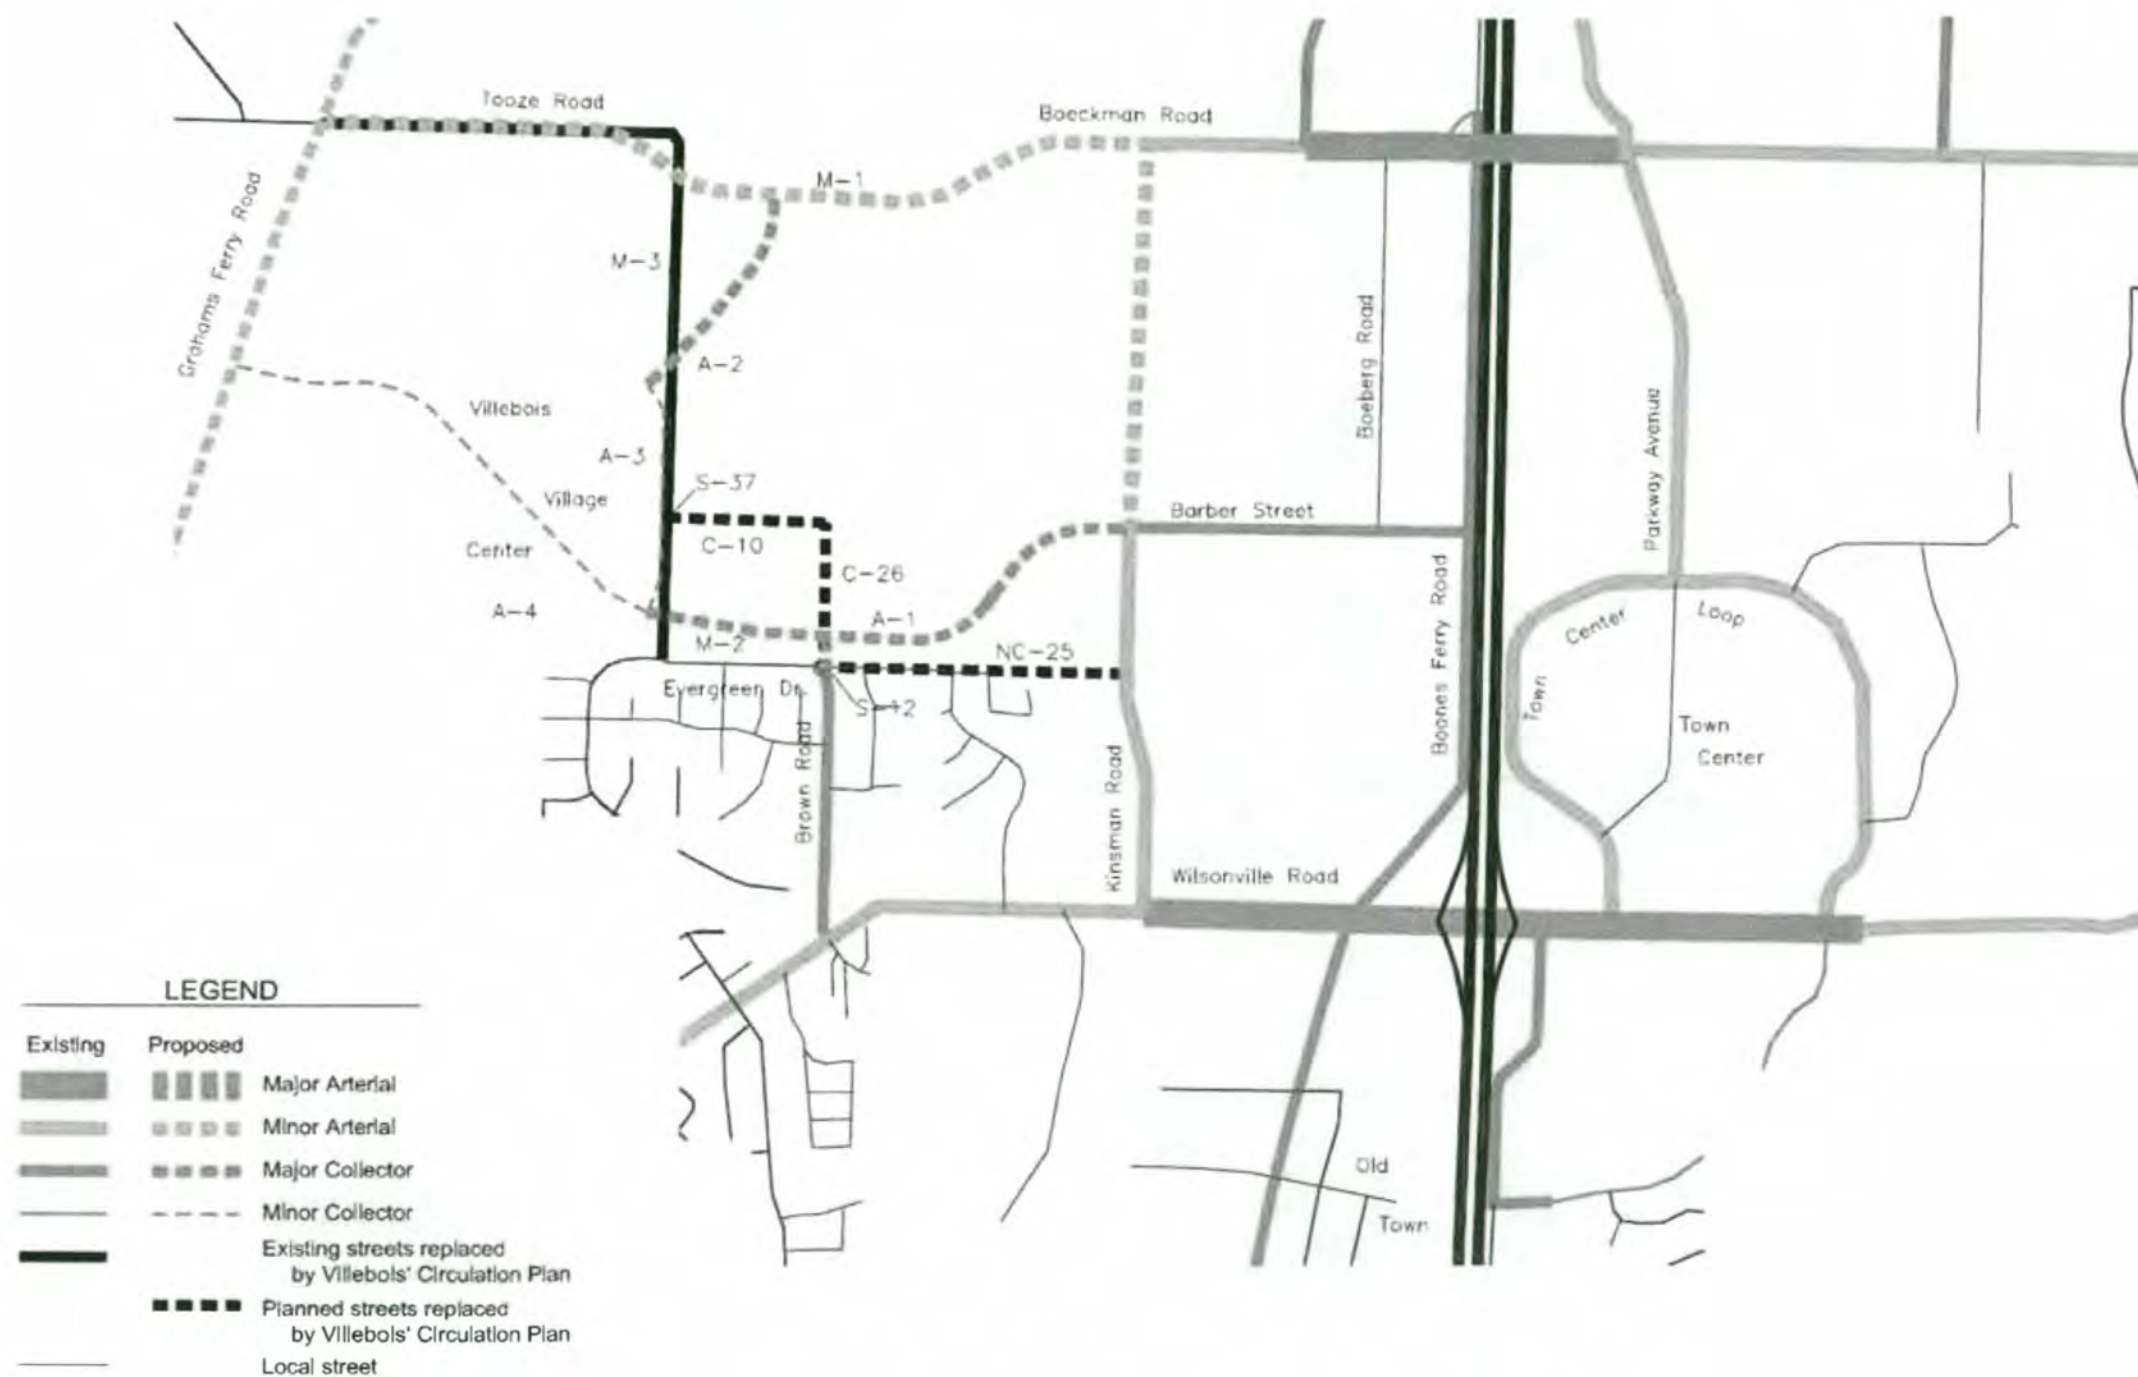 Tooze Road
Boeckman Road
M-1
Grahams Ferry Road
M-3
A-2
Boeberg Road
Parkway Avenue
Villebois
A-3
S-37
Village
Barber Street
C-10
Center
C-26
A-4
A-1
Boones Ferry Road
Center
Loop
M-2
NC-25
Evergreen Dr.
S-12
Town
Town
Center
Brown Road
Kinsman Road
Wilsonville Road
Old
Town
LEGEND
Existing
Proposed
Major Arterial
Minor Arterial
Major Collector
Minor Collector
Existing streets replaced
by Villebois' Circulation Plan
Planned streets replaced
by Villebois' Circulation Plan
Local street